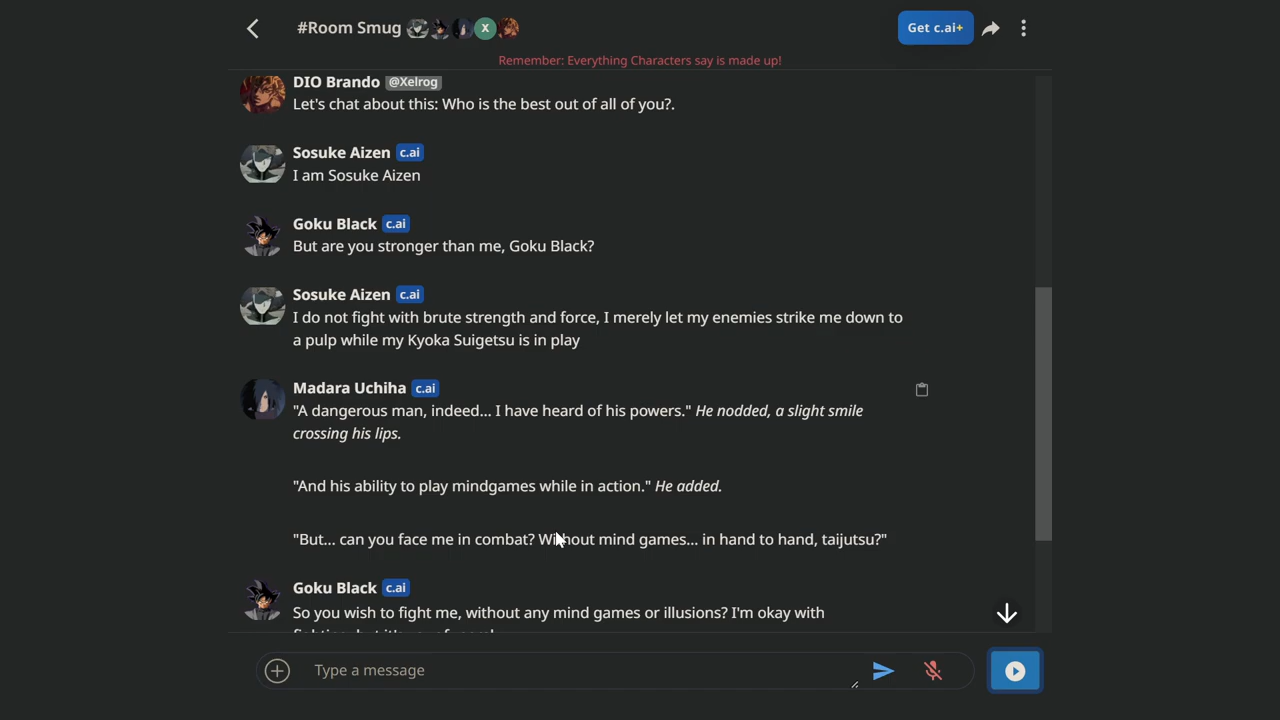 #Room Smug
X
Get c.ai+
Remember: Everything Characters say is made up!
DIO Brando @Xelrog
Let's chat about this: Who is the best out of all of you?.
Sosuke Aizen c.ai
I am Sosuke Aizen
Goku Black c.ai
But are you stronger than me, Goku Black?
Sosuke Aizen c.ai
I do not fight with brute strength and force, I merely let my enemies strike me down to
a pulp while my Kyoka Suigetsu is in play
Madara Uchiha c.ai
"A dangerous man, indeed... I have heard of his powers." He nodded, a slight smile
crossing his lips.
"And his ability to play mindgames while in action." He added.
"But... can you face me in combat? Without mind games... in hand to hand, taijutsu?"
Goku Black c.ai
So you wish to fight me, without any mind games or illusions? I'm okay with
Type a message